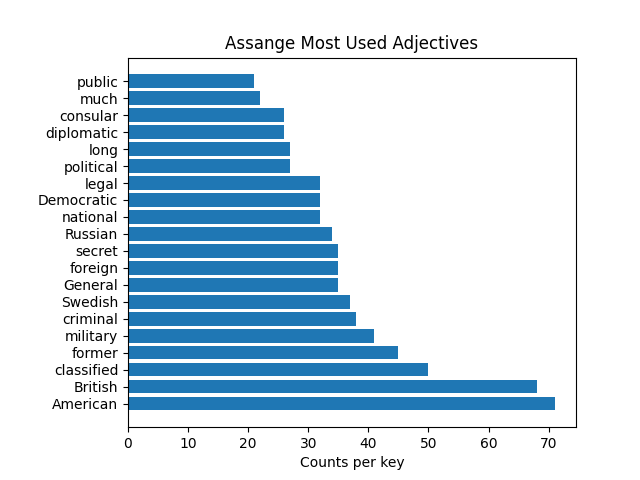 Assange Most Used Adjectives
public
much
consular
diplomatic
long
political
legal
Democratic
national
Russian
secret
foreign
General
Swedish
criminal
military
former
classified
British
American
0 10 20 30 40 50 60 70
Counts per key